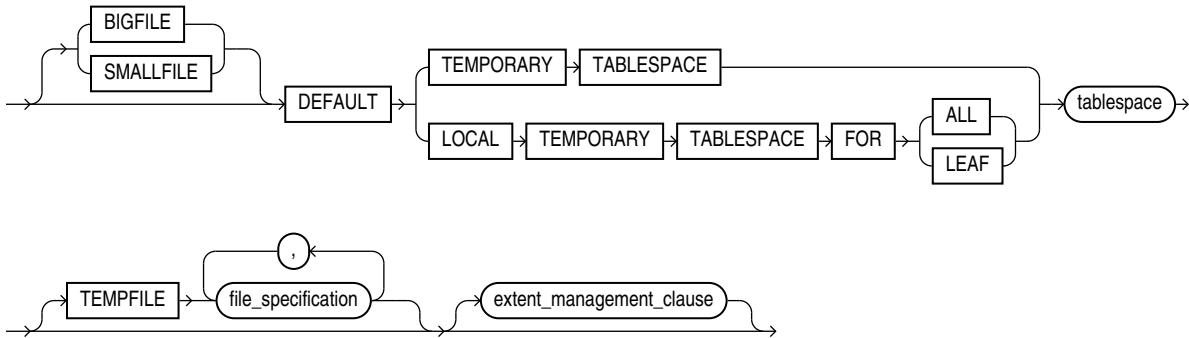 BIGFILE
SMALLFILE
DEFAULT
TEMPORARY TABLESPACE
LOCAL TEMPORARY TABLESPACE FOR
ALL
LEAF
tablespace
,
TEMPFILE file_specification extent_management_clause